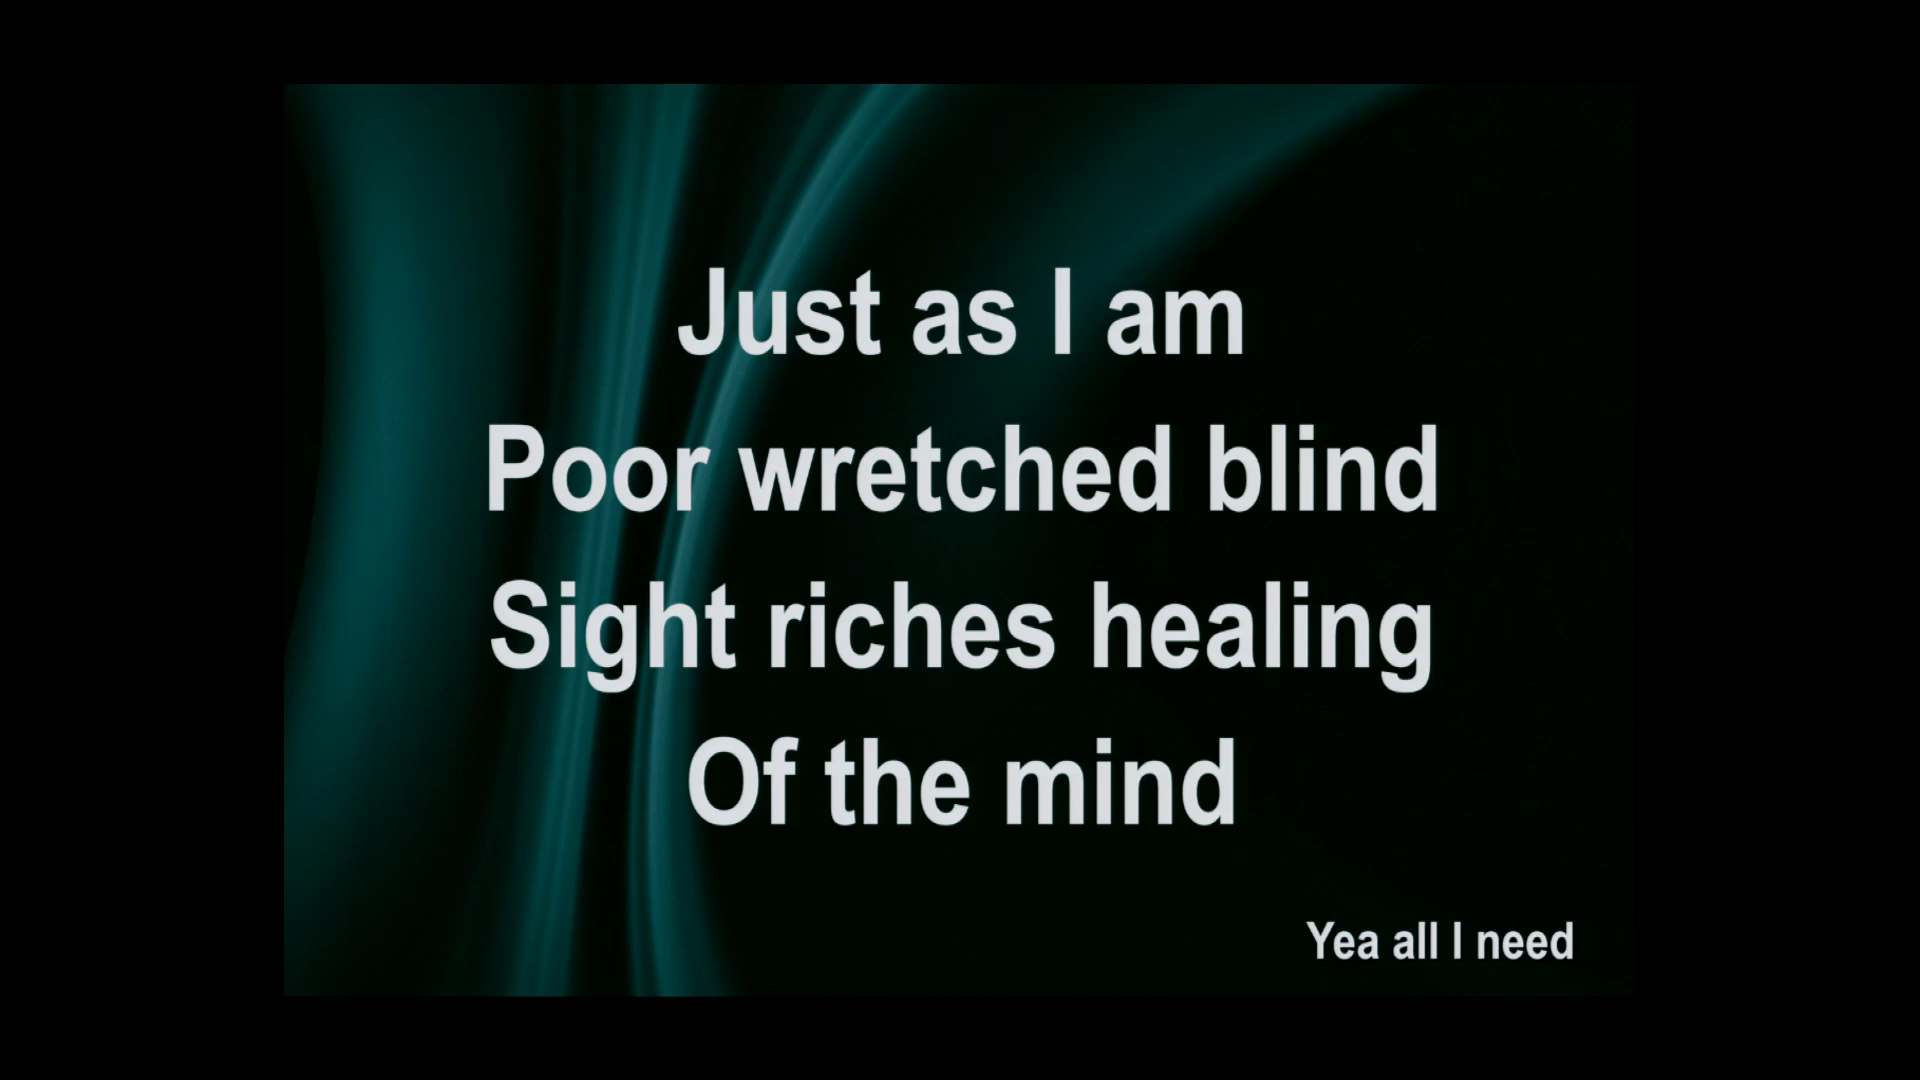 Just as I am
Poor wretched blind
Sight riches healing
Of the mind
Yea all I need